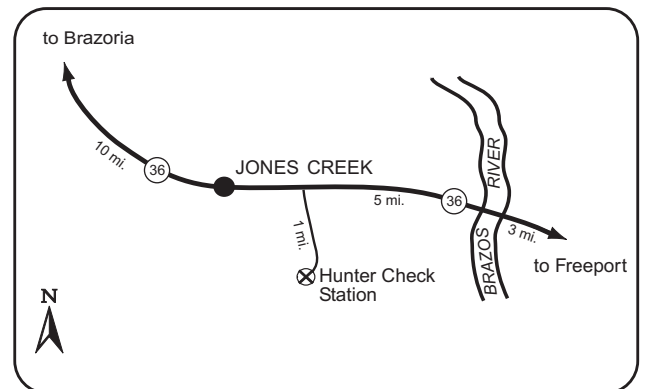 to Brazoria
10 mi.
36
JONES CREEK
5 mi.
36
BRAZOS RIVER
3 mi.
to Freeport
1 mi.
Hunter Check
Station
N